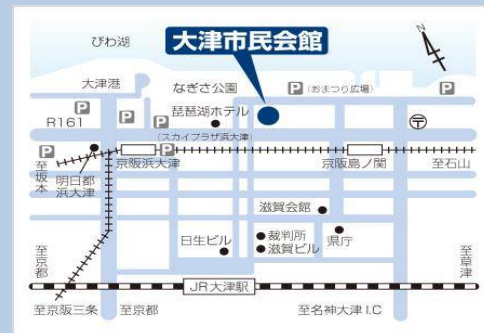 びわ湖
大津市民会館
大津港
なぎさ公園
P
(おまつり広場)
P
P
P
P
琵琶湖ホテル
R161
(スカイプラザ浜大津)
P
P
至坂本
明日都
浜大津
京阪浜大津
京阪島ノ関
至石山
滋賀会館
日生ビル
裁判所
滋賀ビル
県庁
至京都
至草津
JR大津駅
至京阪三条
至京都
至名神大津I.C